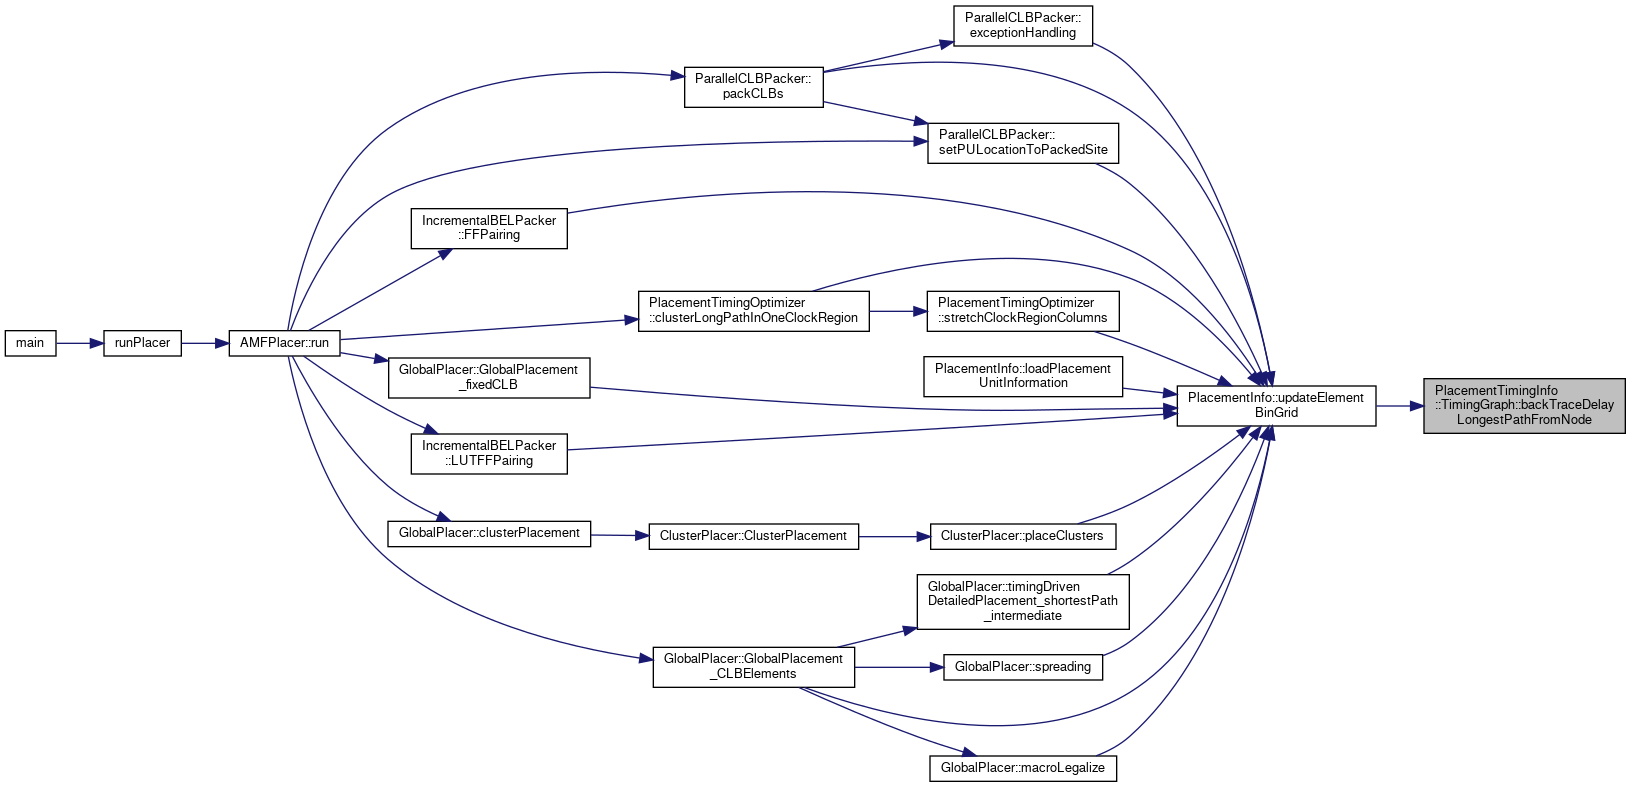 ParallelCLBPacker::
exceptionHandling
ParallelCLBPacker::
packCLBs
ParallelCLBPacker::
setPULocationToPackedSite
IncrementalBELPacker
::FFPairing
PlacementTimingOptimizer
::clusterLongPathInOneClockRegion
PlacementTimingOptimizer
::stretchClockRegionColumns
main
runPlacer
AMFPlacer::run
GlobalPlacer::GlobalPlacement
_fixedCLB
PlacementInfo::loadPlacement
UnitInformation
PlacementInfo::updateElement
BinGrid
PlacementTimingInfo
::TimingGraph::backTraceDelay
LongestPathFromNode
IncrementalBELPacker
::LUTFFPairing
GlobalPlacer::clusterPlacement
ClusterPlacer::ClusterPlacement
ClusterPlacer::placeClusters
GlobalPlacer::timingDriven
DetailedPlacement_shortestPath
_intermediate
GlobalPlacer::GlobalPlacement
_CLBElements
GlobalPlacer::spreading
GlobalPlacer::macroLegalize